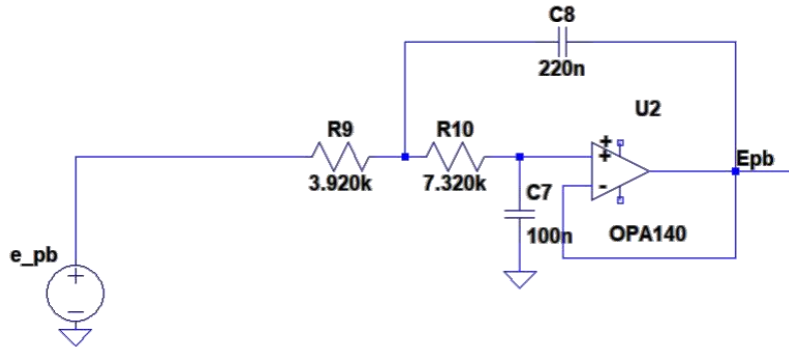 C8
220n
U2
R9
R10
Epb
3.920k
7.320k
C7
100n
OPA140
e_pb